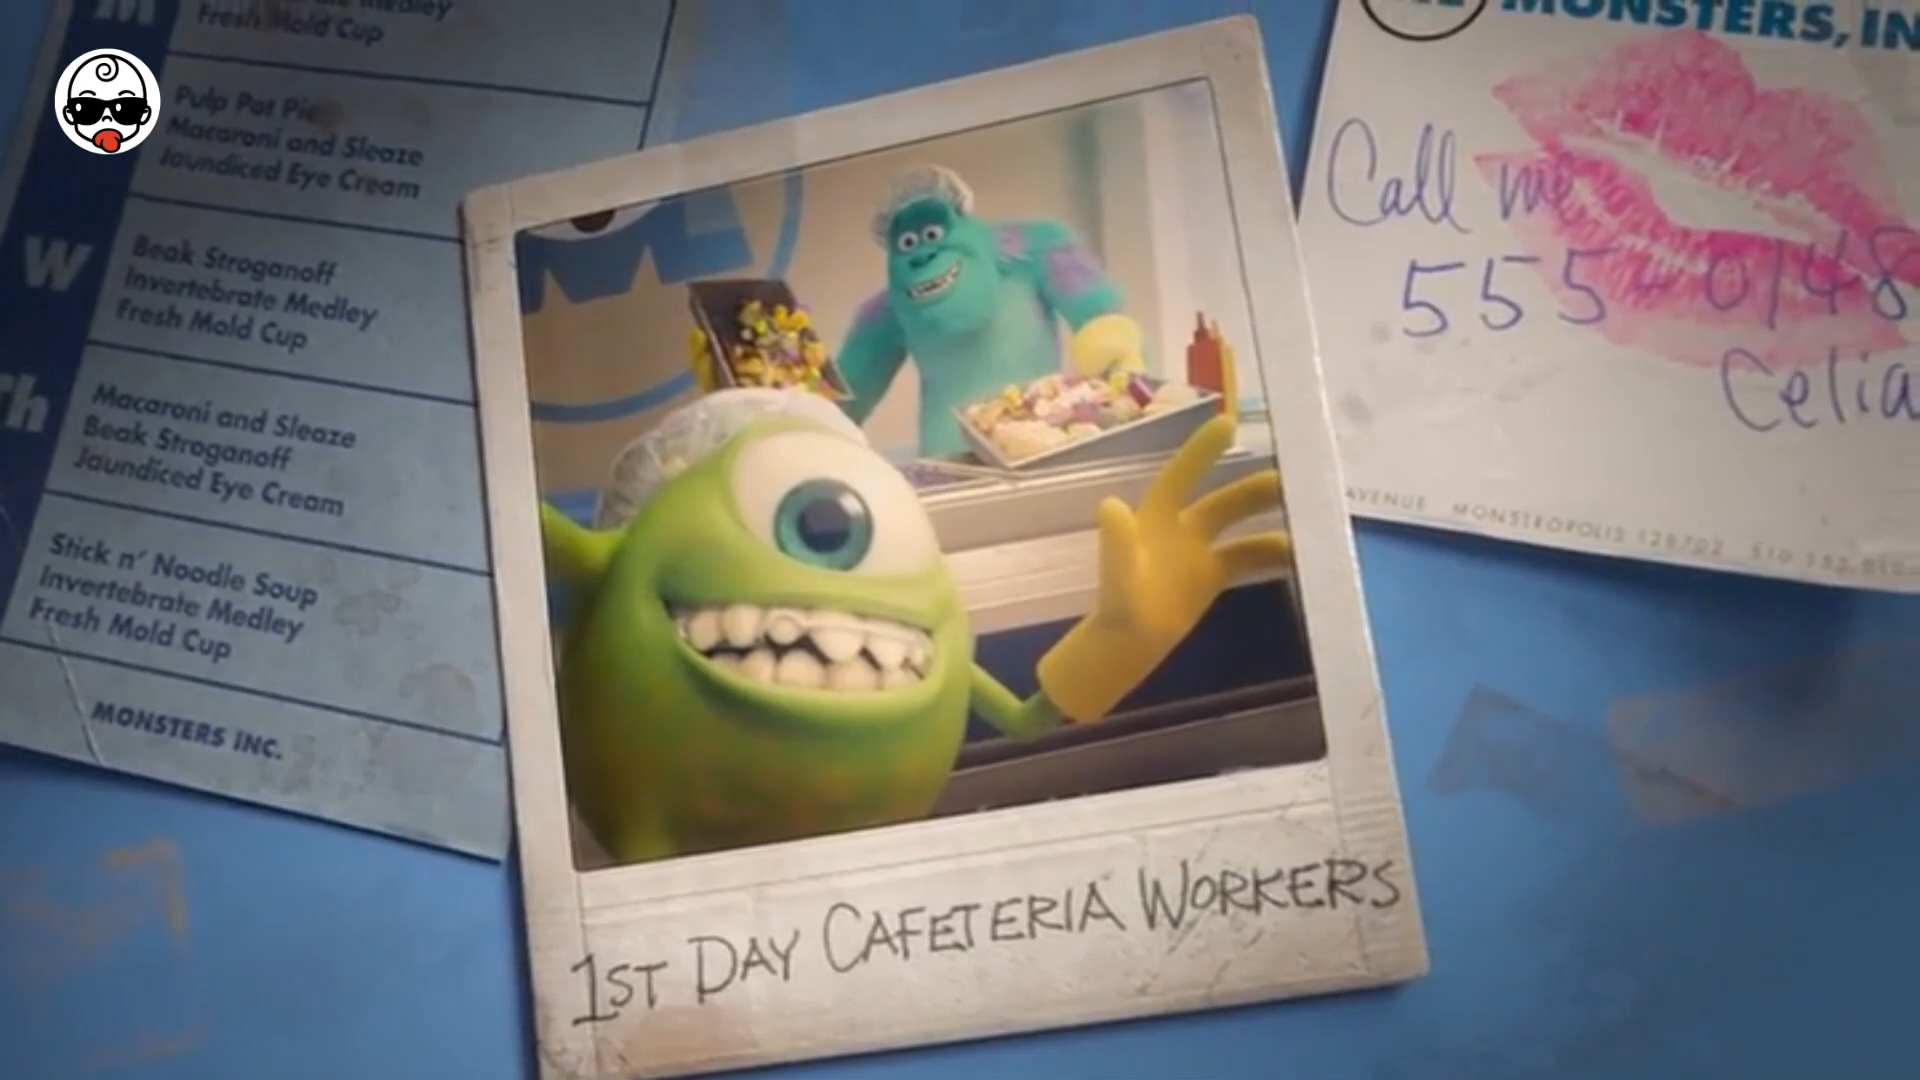 Fresh Mold Cup
Pulp Pot Pie
Macaroni and Sleaze
Jaundiced Eye Cream
W
Beak Stroganoff
Invertebrate Medley
Fresh Mold Cup
Th
Macaroni and Sleaze
Beak Stroganoff
Jaundiced Eye Cream
Stick n' Noodle Soup
Invertebrate Medley
Fresh Mold Cup
MONSTERS INC.
1ST DAY CAFETERIA WORKERS
MONSTERS, IN
Call me
555-0148
Celia
AVENUE MONSTROPOLIS